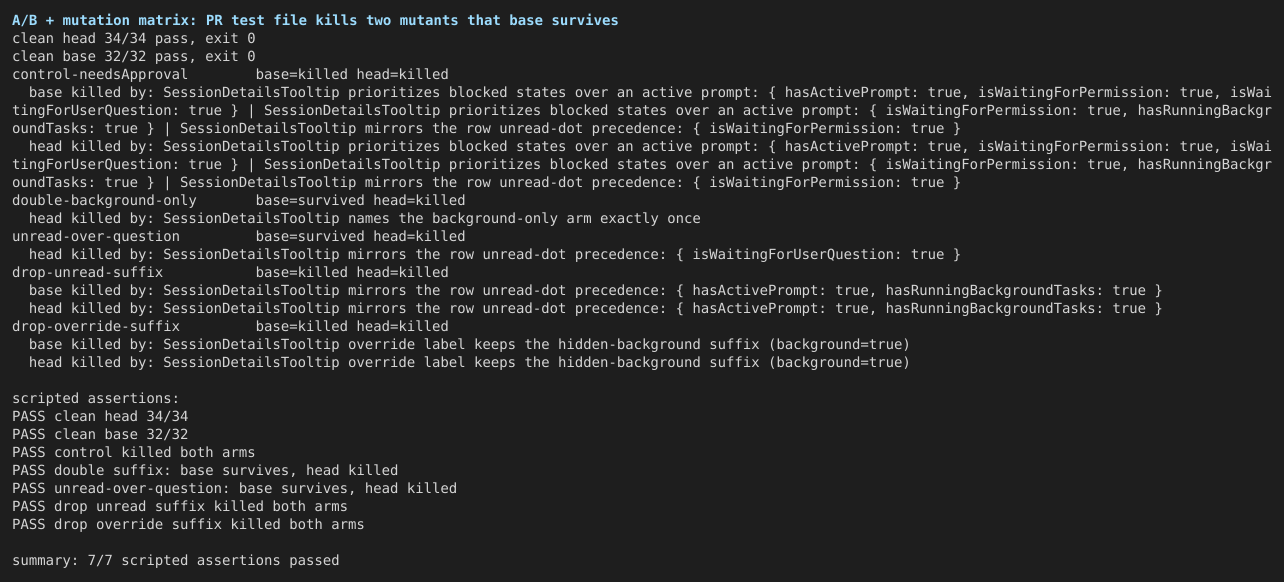 A/B + mutation matrix: PR test file kills two mutants that base survives
clean head 34/34 pass, exit 0
clean base 32/32 pass, exit 0
control-needsApproval        base=killed head=killed
  base killed by: SessionDetailsTooltip prioritizes blocked states over an active prompt: { hasActivePrompt: true, isWaitingForPermission: true, isWai
tingForUserQuestion: true } | SessionDetailsTooltip prioritizes blocked states over an active prompt: { isWaitingForPermission: true, hasRunningBackgr
oundTasks: true } | SessionDetailsTooltip mirrors the row unread-dot precedence: { isWaitingForPermission: true }
  head killed by: SessionDetailsTooltip prioritizes blocked states over an active prompt: { hasActivePrompt: true, isWaitingForPermission: true, isWai
tingForUserQuestion: true } | SessionDetailsTooltip prioritizes blocked states over an active prompt: { isWaitingForPermission: true, hasRunningBackgr
oundTasks: true } | SessionDetailsTooltip mirrors the row unread-dot precedence: { isWaitingForPermission: true }
double-background-only       base=survived head=killed
  head killed by: SessionDetailsTooltip names the background-only arm exactly once
unread-over-question         base=survived head=killed
  head killed by: SessionDetailsTooltip mirrors the row unread-dot precedence: { isWaitingForUserQuestion: true }
drop-unread-suffix           base=killed head=killed
  base killed by: SessionDetailsTooltip mirrors the row unread-dot precedence: { hasActivePrompt: true, hasRunningBackgroundTasks: true }
  head killed by: SessionDetailsTooltip mirrors the row unread-dot precedence: { hasActivePrompt: true, hasRunningBackgroundTasks: true }
drop-override-suffix         base=killed head=killed
  base killed by: SessionDetailsTooltip override label keeps the hidden-background suffix (background=true)
  head killed by: SessionDetailsTooltip override label keeps the hidden-background suffix (background=true)

scripted assertions:
PASS clean head 34/34
PASS clean base 32/32
PASS control killed both arms
PASS double suffix: base survives, head killed
PASS unread-over-question: base survives, head killed
PASS drop unread suffix killed both arms
PASS drop override suffix killed both arms

summary: 7/7 scripted assertions passed